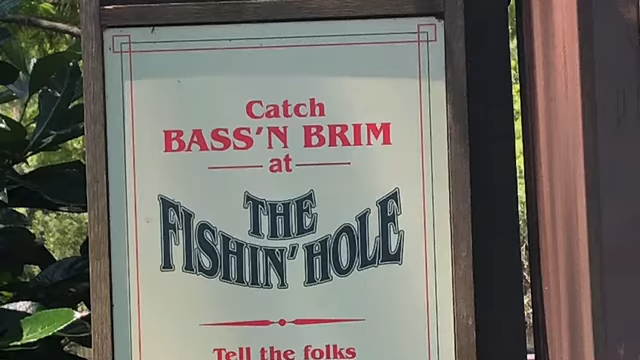 Catch
BASS'N BRIM
at
THE
FISHIN' HOLE
Tell the folks